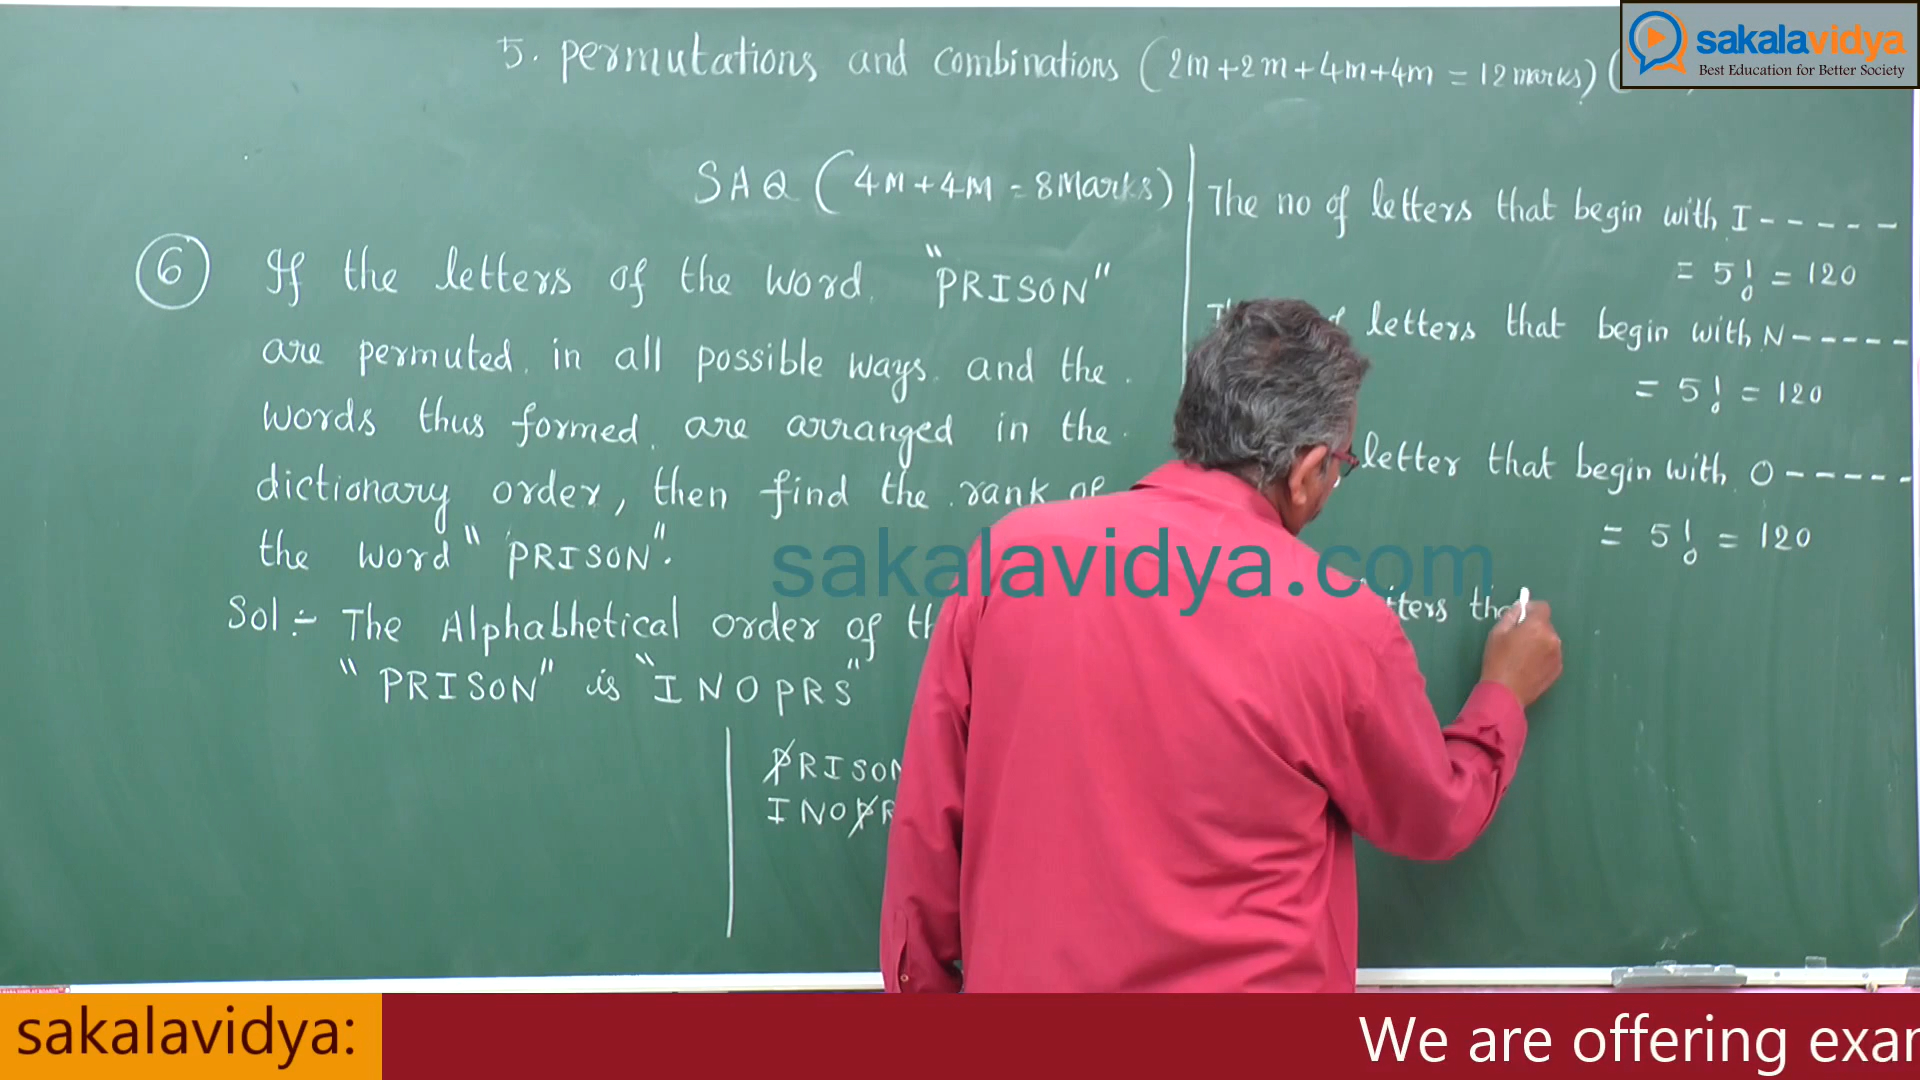 5. permutations and combinations (2m+2m+4m+4m = 12marks) (
sakalavidya
Best Education for Better Society
SAQ (4M+4M = 8Marks)
6 If the letters of the word "PRISON"
are permuted in all possible ways and the
words thus formed are arranged in the
dictionary order, then find the rank of
the word "PRISON".
Sol :- The Alphabhetical order of
"PRISON" is "INOPRS"
PRISON
INOPR
The no of letters that begin with I - - - - -
= 5! = 120
letters that begin with N - - - - -
= 5! = 120
letter that begin with O - - - - -
= 5! = 120
sakalavidya.com
sakalavidya:
We are offering exam